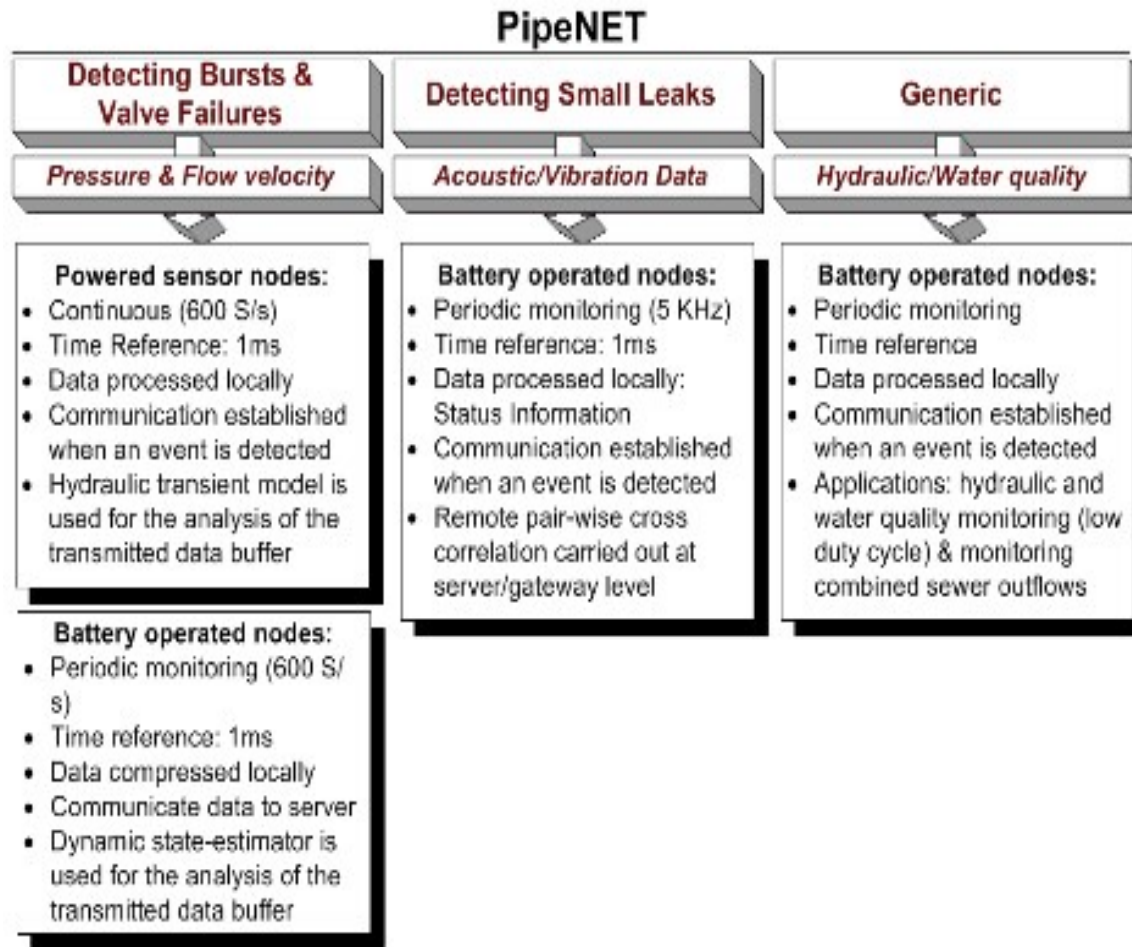 PipeNET
Detecting Bursts &
Valve Failures
Pressure & Flow velocity
Powered sensor nodes:
• Continuous (600 S/s)
• Time Reference: 1ms
• Data processed locally
• Communication established
when an event is detected
• Hydraulic transient model is
used for the analysis of the
transmitted data buffer
Battery operated nodes:
• Periodic monitoring (600 S/
s)
• Time reference: 1ms
• Data compressed locally
• Communicate data to server
• Dynamic state-estimator is
used for the analysis of the
transmitted data buffer
Detecting Small Leaks
Acoustic/Vibration Data
Battery operated nodes:
• Periodic monitoring (5 KHz)
• Time reference: 1ms
• Data processed locally:
Status Information
• Communication established
when an event is detected
• Remote pair-wise cross
correlation carried out at
server/gateway level
Generic
Hydraulic/Water quality
Battery operated nodes:
• Periodic monitoring
• Time reference
• Data processed locally
• Communication established
when an event is detected
• Applications: hydraulic and
water quality monitoring (low
duty cycle) & monitoring
combined sewer outflows